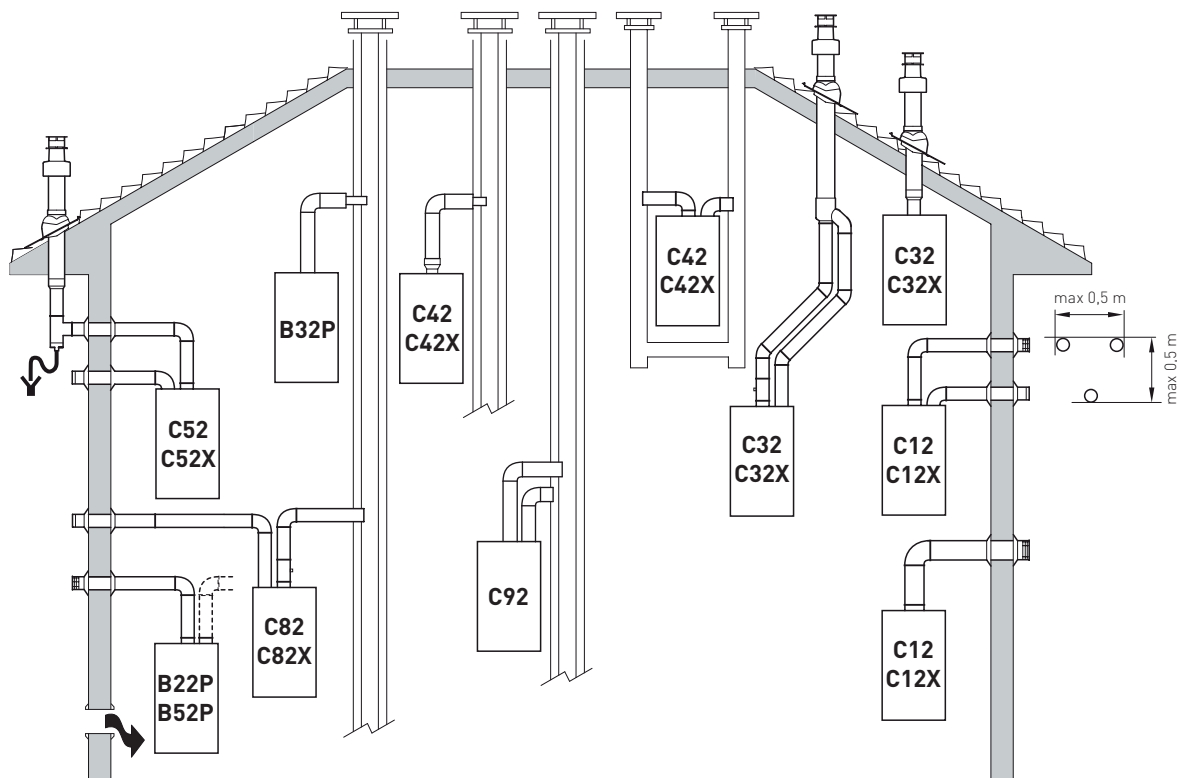 C42
C42X
C32
C32X
B32P
C42
C42X
max 0,5 m
max 0,5 m
C52
C52X
C32
C32X
C12
C12X
C92
C82
C82X
C12
C12X
B22P
B52P